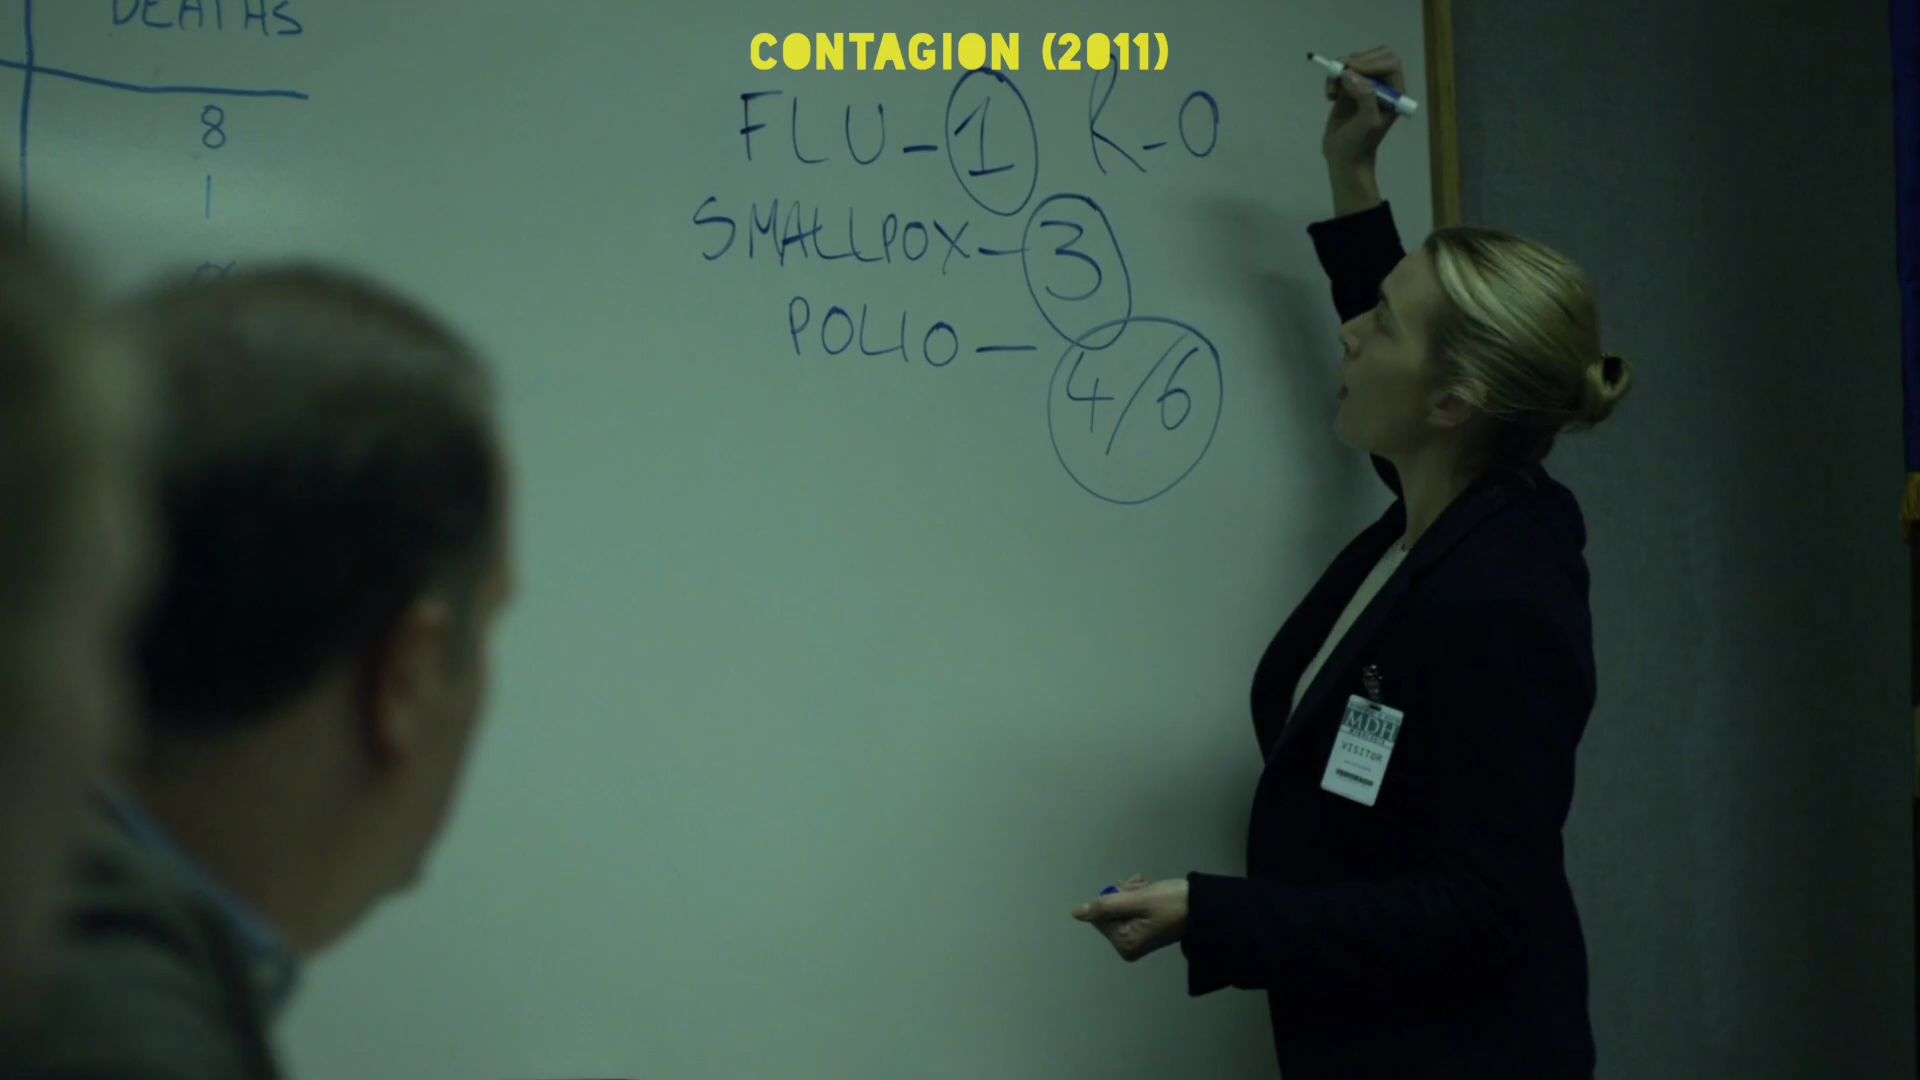 CONTAGION (2011)
DEATHS
8
1
FLU - 1 R-0
SMALLPOX - 3
POLIO - 4/6
MDH
VISITOR